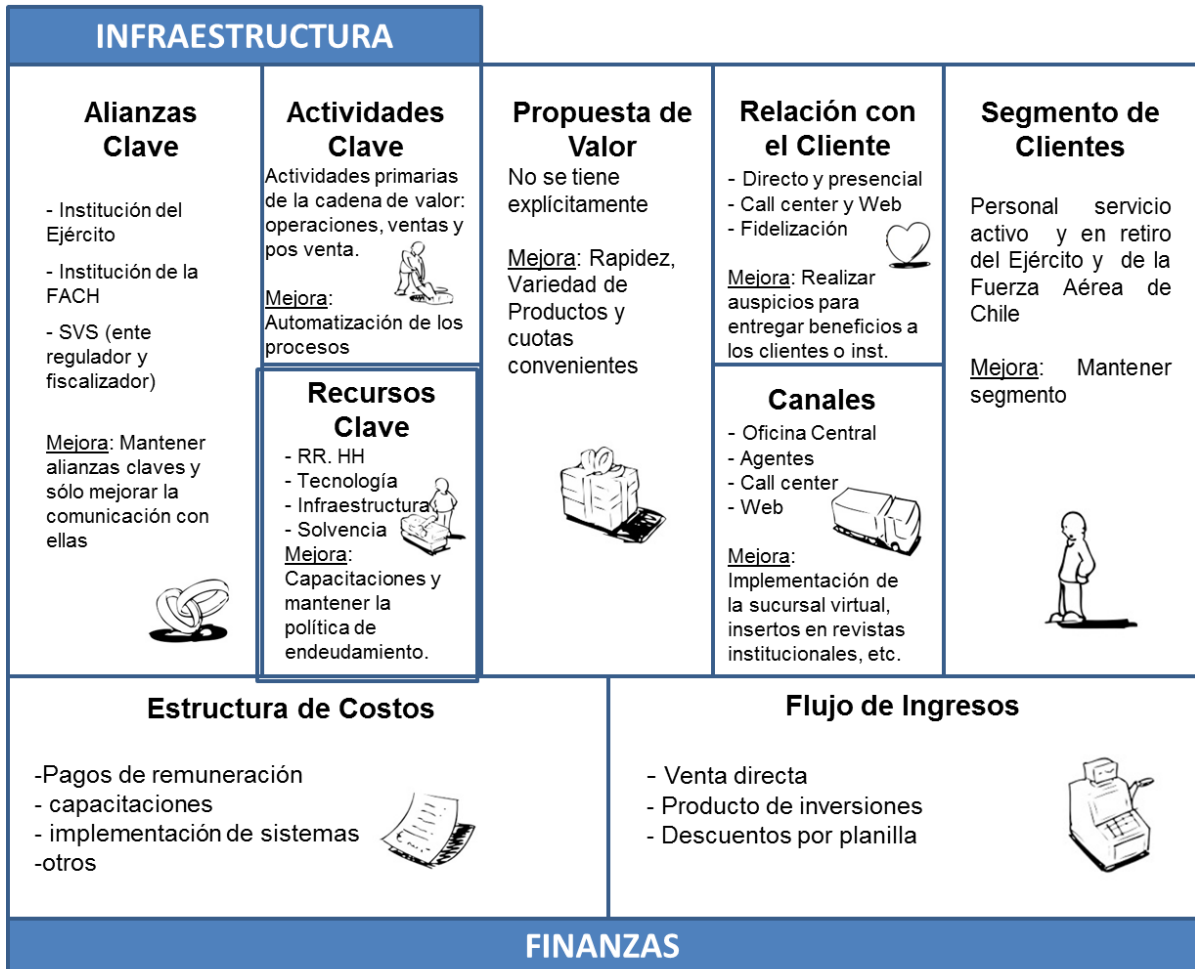 INFRAESTRUCTURA
Alianzas
Clave
- Institución del
Ejército
- Institución de la
FACH
- SVS (ente
regulador y
fiscalizador)
Mejora: Mantener
alianzas claves y
sólo mejorar la
comunicación con
ellas
Actividades
Clave
Actividades primarias
de la cadena de valor:
operaciones, ventas y
pos venta.
Mejora:
Automatización de los
procesos
Recursos
Clave
- RR. HH
- Tecnología
- Infraestructura
- Solvencia
Mejora:
Capacitaciones y
mantener la
política de
endeudamiento.
Propuesta de
Valor
No se tiene
explícitamente
Mejora: Rapidez,
Variedad de
Productos y
cuotas
convenientes
Relación con
el Cliente
- Directo y presencial
- Call center y Web
- Fidelización
Mejora: Realizar
auspicios para
entregar beneficios a
los clientes o inst.
Canales
- Oficina Central
- Agentes
- Call center
- Web
Mejora:
Implementación de
la sucursal virtual,
insertos en revistas
institucionales, etc.
Segmento de
Clientes
Personal servicio
activo y en retiro
del Ejército y de la
Fuerza Aérea de
Chile
Mejora: Mantener
segmento
Estructura de Costos
-Pagos de remuneración
- capacitaciones
- implementación de sistemas
-otros
Flujo de Ingresos
- Venta directa
- Producto de inversiones
- Descuentos por planilla
FINANZAS